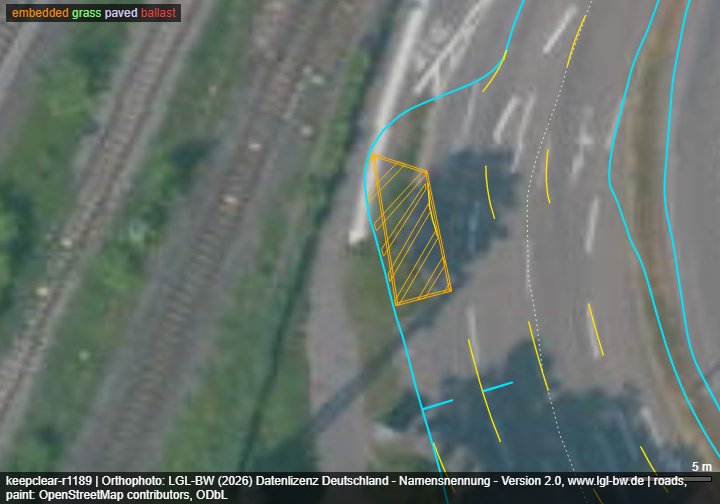 embedded grass paved ballast
5 m
keepclear-r1189 | Orthophoto: LGL-BW (2026) Datenlizenz Deutschland - Namensnennung - Version 2.0, www.lgl-bw.de | roads,
paint: OpenStreetMap contributors, ODbL